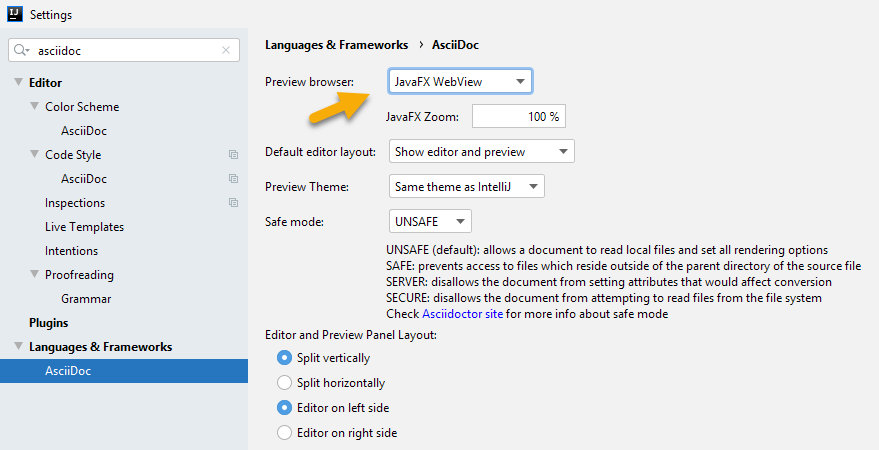 IJ
Settings
asciidoc
Editor
Color Scheme
AsciiDoc
Code Style
AsciiDoc
Inspections
Live Templates
Intentions
Proofreading
Grammar
Plugins
Languages & Frameworks
AsciiDoc
Languages & Frameworks › AsciiDoc
Preview browser: JavaFX WebView
JavaFX Zoom: 100 %
Default editor layout: Show editor and preview
Preview Theme: Same theme as IntelliJ
Safe mode: UNSAFE
UNSAFE (default): allows a document to read local files and set all rendering options
SAFE: prevents access to files which reside outside of the parent directory of the source file
SERVER: disallows the document from setting attributes that would affect conversion
SECURE: disallows the document from attempting to read files from the file system
Check Asciidoctor site for more info about safe mode
Editor and Preview Panel Layout:
Split vertically
Split horizontally
Editor on left side
Editor on right side